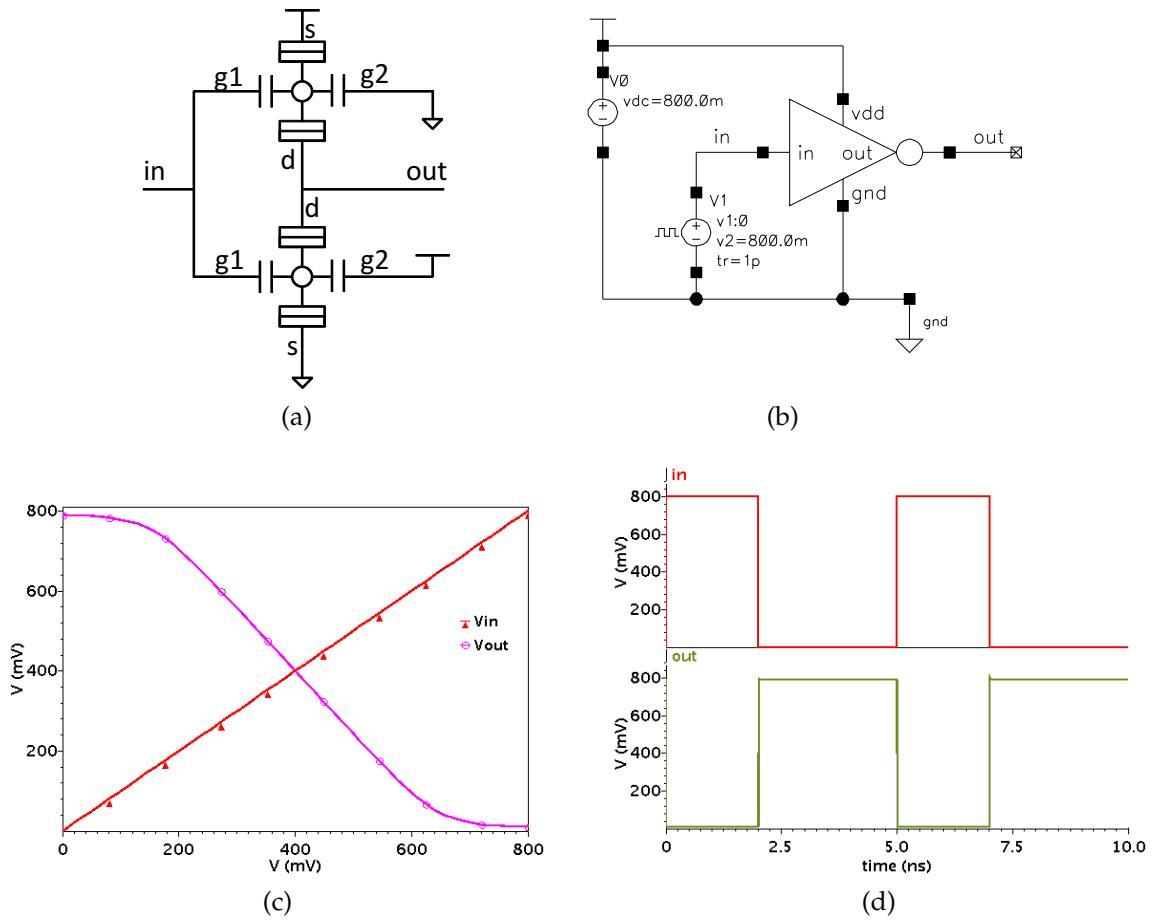 s
g1 g2
d
in out
d
g1 g2
s
(a)
V0
vdc=800.0m
vdd
in
in out
out
gnd
V1
v1:0
v2=800.0m
tr=1p
gnd
(b)
V (mV)
800
600
400
200
0 200 400 600 800
V (mV)
Vin
Vout
(c)
in
V (mV)
800
600
400
200
out
V (mV)
800
600
400
200
0 2.5 5.0 7.5 10.0
time (ns)
(d)